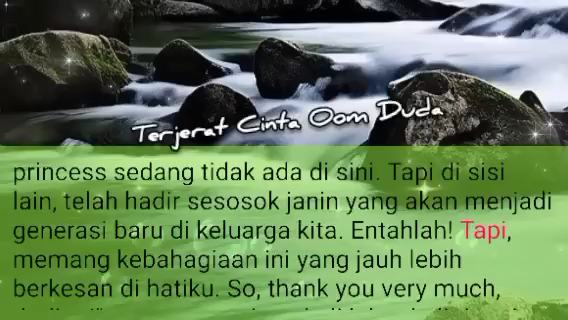 Terjerat Cinta Oom Duda
princess sedang tidak ada di sini. Tapi di sisi
lain, telah hadir sesosok janin yang akan menjadi
generasi baru di keluarga kita. Entahlah! Tapi,
memang kebahagiaan ini yang jauh lebih
berkesan di hatiku. So, thank you very much,